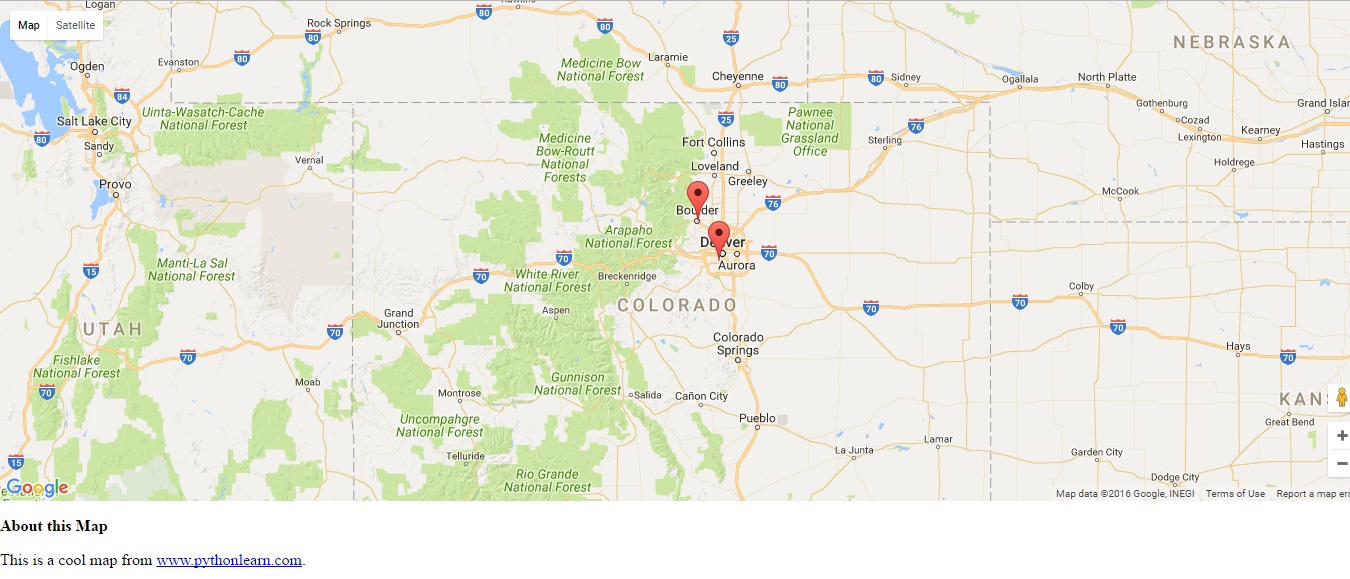 Logan
Rawlins
Map Satellite
Rock Springs
80
80
80
80
25
NEBRASKA
Ogden
Evanston
Laramie
Medicine Bow
National Forest
Cheyenne
80
80
Sidney
Ogallala
North Platte
84
Uinta-Wasatch-Cache
National Forest
25
Pawnee
National
Grassland
Office
76
Gothenburg
Cozad
Lexington
Grand Islan
Kearney
Hastings
Salt Lake City
80
Sandy
Medicine
Bow-Routt
National
Forests
Fort Collins
Sterling
Vernal
Loveland
Greeley
Holdrege
Provo
McCook
Boulder
76
Arapaho
National Forest
Denver
70
Aurora
70
70
15
Manti-La Sal
National Forest
White River
National Forest
Breckenridge
Colby
Aspen
COLORADO
70
70
70
Grand
Junction
UTAH
70
70
Colorado
Springs
Hays
70
Fishlake
National Forest
70
Moab
Gunnison
National Forest
Montrose
Salida
Cañon City
KANS
Uncompahgre
National Forest
Pueblo
Great Bend
Lamar
La Junta
Garden City
Telluride
15
Rio Grande
National Forest
Dodge City
Google
Map data ©2016 Google, INEGI Terms of Use Report a map err
About this Map
This is a cool map from www.pythonlearn.com.